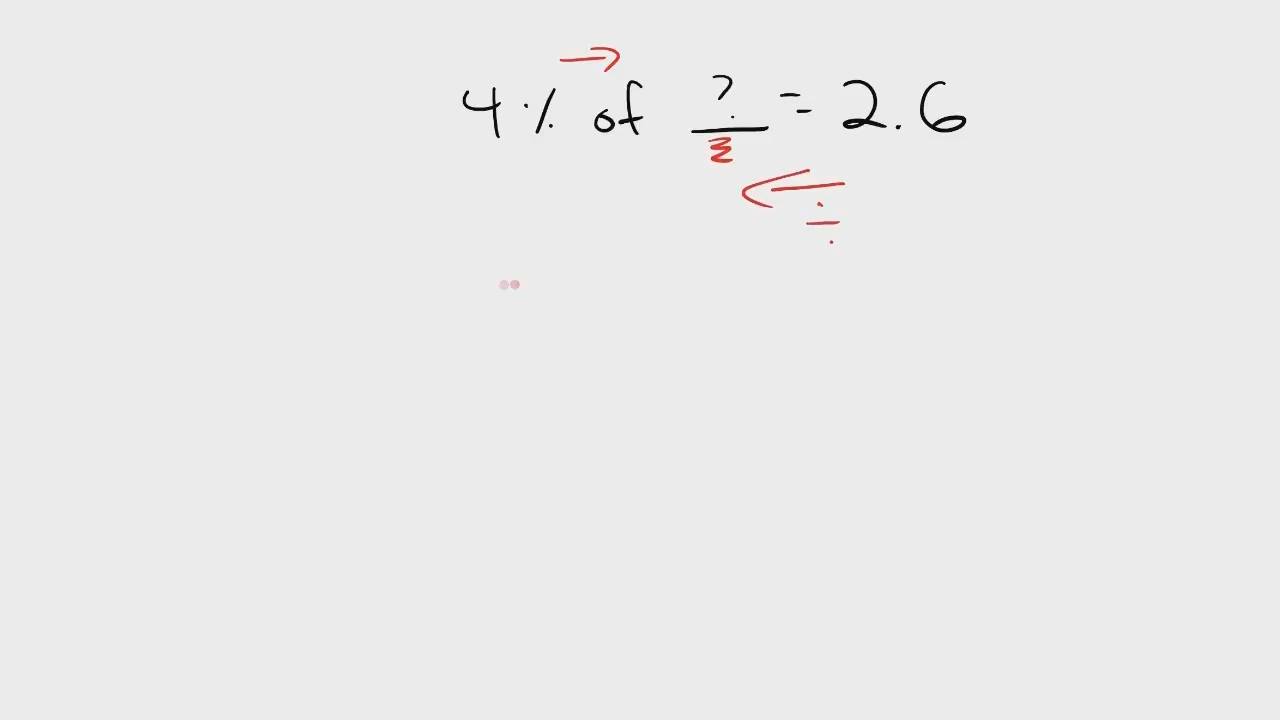 4% of ? = 2.6
÷